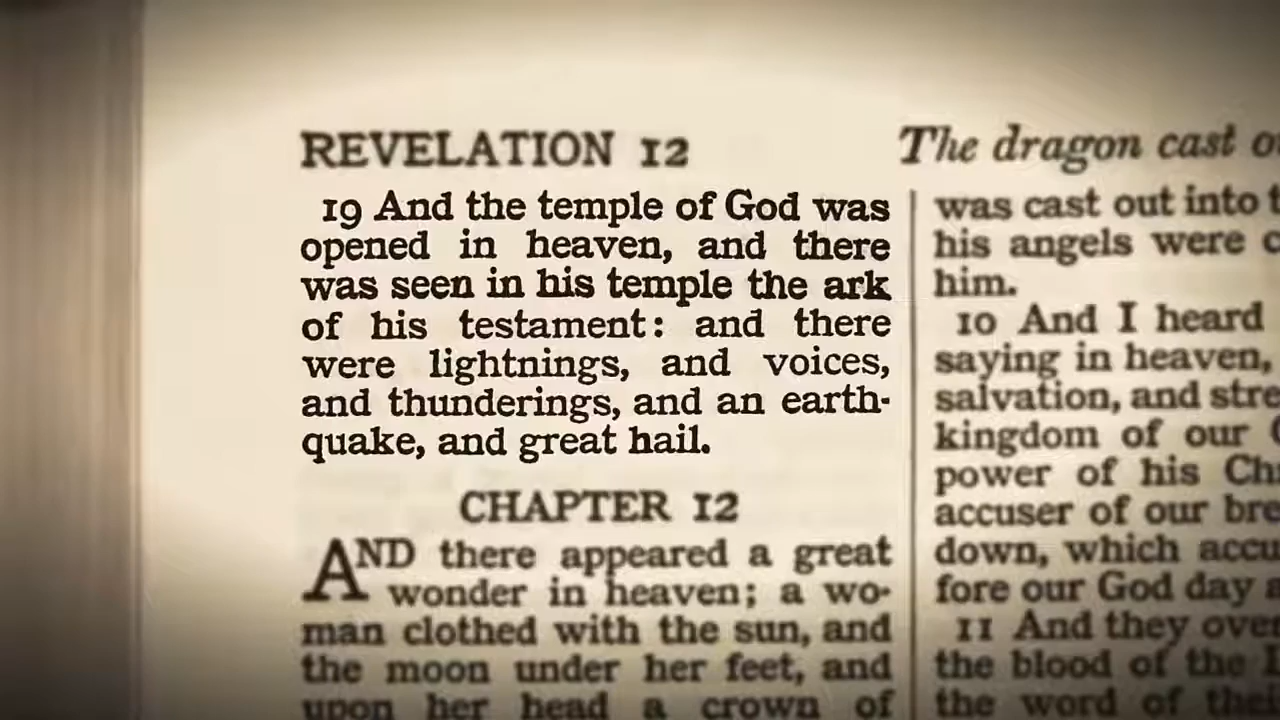 REVELATION 12
19 And the temple of God was
opened in heaven, and there
was seen in his temple the ark
of his testament: and there
were lightnings, and voices,
and thunderings, and an earth-
quake, and great hail.
CHAPTER 12
AND there appeared a great
wonder in heaven; a wo-
man clothed with the sun, and
the moon under her feet, and
upon her head a crown of
The dragon cast
was cast out into
his angels were
him.
10 And I heard
saying in heaven,
salvation, and
kingdom of our
power of his
accuser of our
down, which
fore our God day
11 And they
the blood of the
the word of